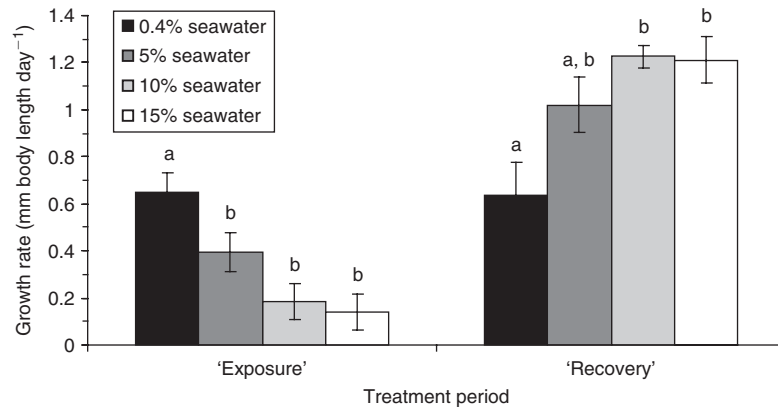 Growth rate (mm body length day⁻¹)
1.4
1.2
1
0.8
0.6
0.4
0.2
0
0.4% seawater
5% seawater
10% seawater
15% seawater
a
b
b
b
a
a, b
b
b
‘Exposure’
‘Recovery’
Treatment period